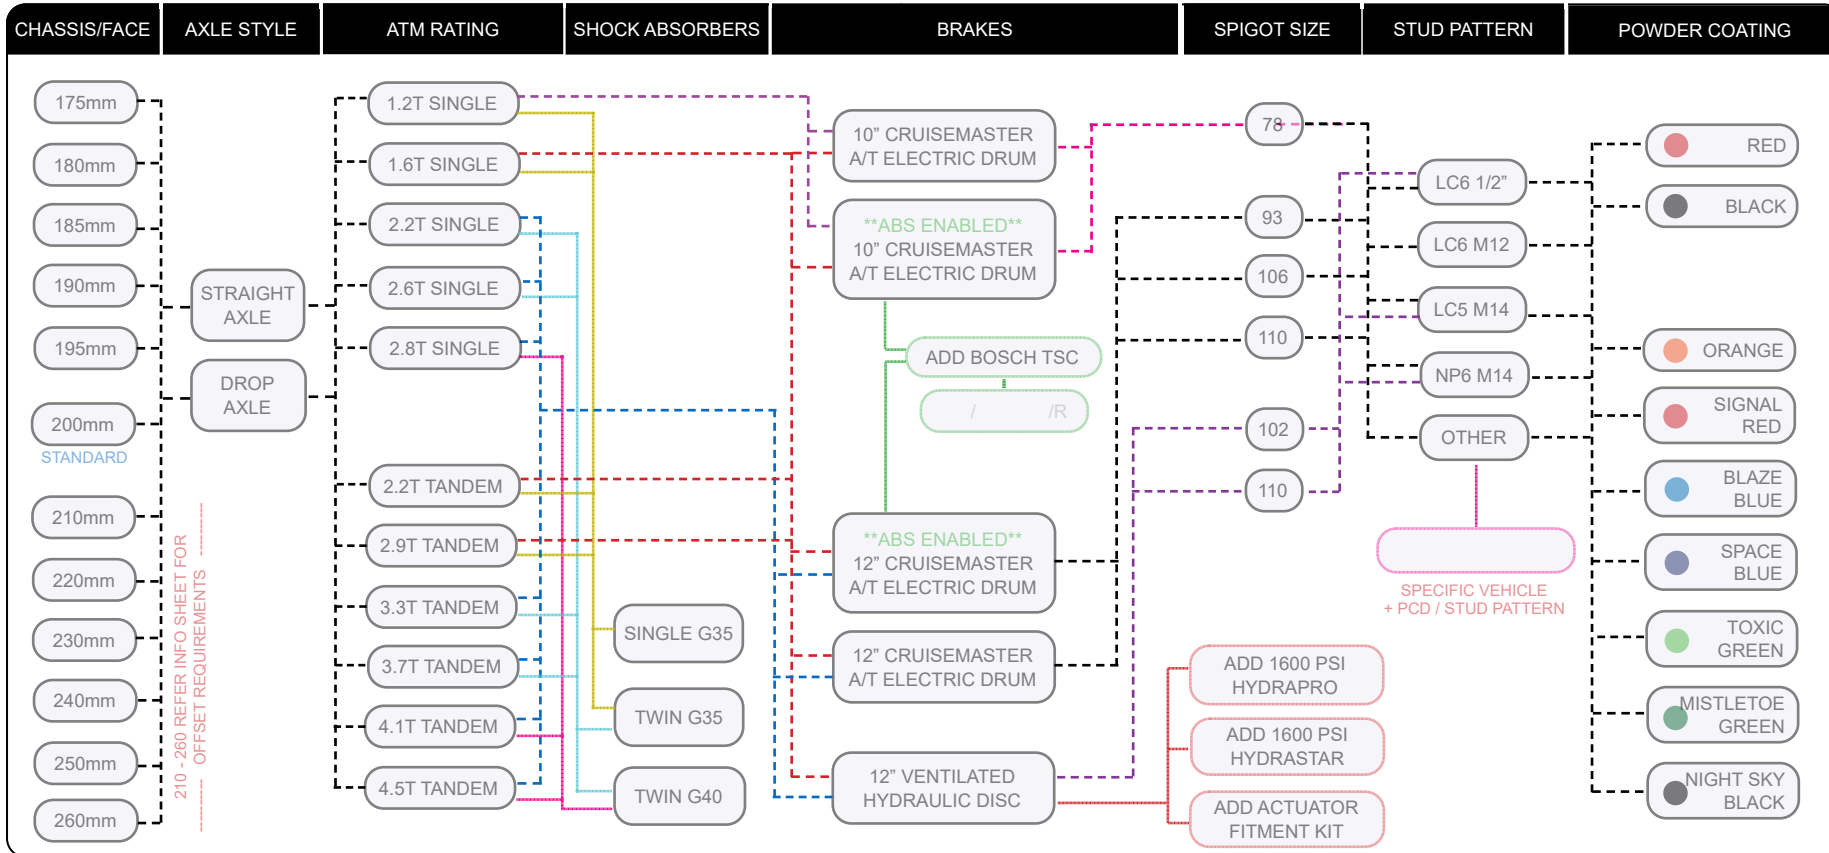 CHASSIS/FACE
AXLE STYLE
ATM RATING
SHOCK ABSORBERS
BRAKES
SPIGOT SIZE
STUD PATTERN
POWDER COATING
175mm
180mm
185mm
190mm
195mm
200mm
STANDARD
210mm
220mm
230mm
240mm
250mm
260mm
STRAIGHT
AXLE
DROP
AXLE
210 - 260 REFER INFO SHEET FOR
---------- OFFSET REQUIREMENTS ----------
1.2T SINGLE
1.6T SINGLE
2.2T SINGLE
2.6T SINGLE
2.8T SINGLE
2.2T TANDEM
2.9T TANDEM
3.3T TANDEM
3.7T TANDEM
4.1T TANDEM
4.5T TANDEM
SINGLE G35
TWIN G35
TWIN G40
10” CRUISEMASTER
A/T ELECTRIC DRUM
**ABS ENABLED**
10” CRUISEMASTER
A/T ELECTRIC DRUM
ADD BOSCH TSC
/ /R
**ABS ENABLED**
12” CRUISEMASTER
A/T ELECTRIC DRUM
12” CRUISEMASTER
A/T ELECTRIC DRUM
12” VENTILATED
HYDRAULIC DISC
78
93
106
110
102
110
ADD 1600 PSI
HYDRAPRO
ADD 1600 PSI
HYDRASTAR
ADD ACTUATOR
FITMENT KIT
LC6 1/2”
LC6 M12
LC5 M14
NP6 M14
OTHER
SPECIFIC VEHICLE
+ PCD / STUD PATTERN
RED
BLACK
ORANGE
SIGNAL
RED
BLAZE
BLUE
SPACE
BLUE
TOXIC
GREEN
MISTLETOE
GREEN
NIGHT SKY
BLACK